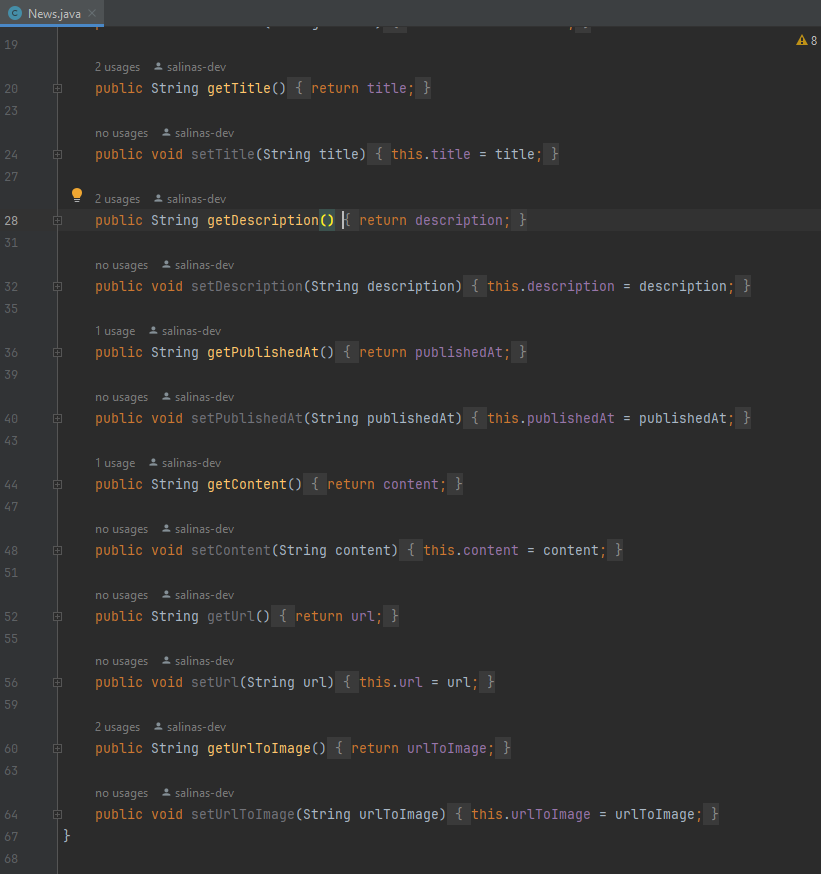 News.java
19
8
2 usages salinas-dev
20 public String getTitle() { return title; }
23
no usages salinas-dev
24 public void setTitle(String title) { this.title = title; }
27
2 usages salinas-dev
28 public String getDescription() { return description; }
31
no usages salinas-dev
32 public void setDescription(String description) { this.description = description; }
35
1 usage salinas-dev
36 public String getPublishedAt() { return publishedAt; }
39
no usages salinas-dev
40 public void setPublishedAt(String publishedAt) { this.publishedAt = publishedAt; }
43
1 usage salinas-dev
44 public String getContent() { return content; }
47
no usages salinas-dev
48 public void setContent(String content) { this.content = content; }
51
no usages salinas-dev
52 public String getUrl() { return url; }
55
no usages salinas-dev
56 public void setUrl(String url) { this.url = url; }
59
2 usages salinas-dev
60 public String getUrlToImage() { return urlToImage; }
63
no usages salinas-dev
64 public void setUrlToImage(String urlToImage) { this.urlToImage = urlToImage; }
67 }
68